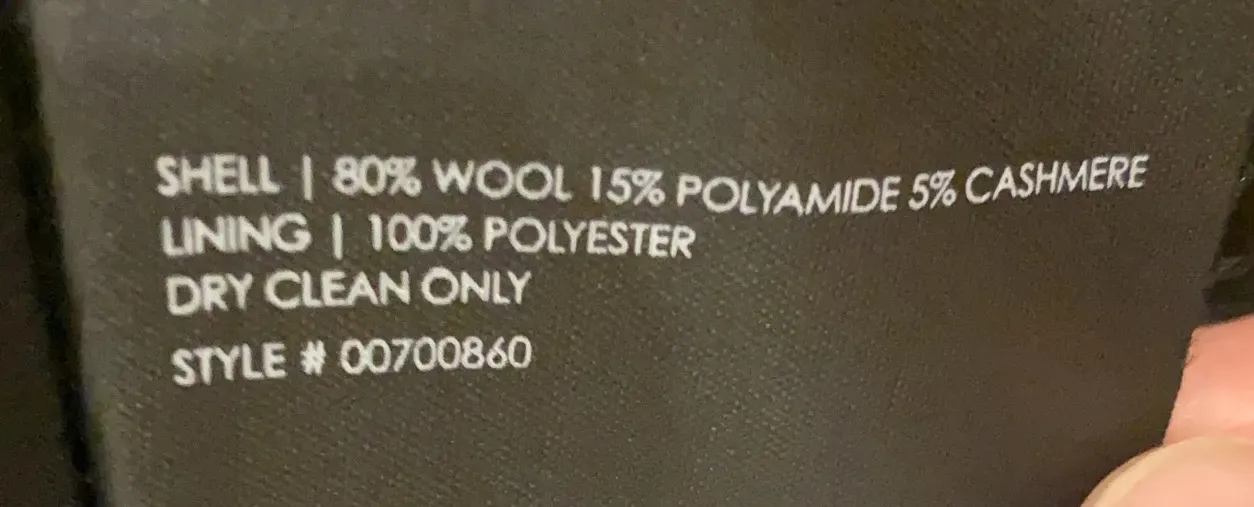 SHELL | 80% WOOL 15% POLYAMIDE 5% CASHMERE
LINING | 100% POLYESTER
DRY CLEAN ONLY
STYLE # 00700860